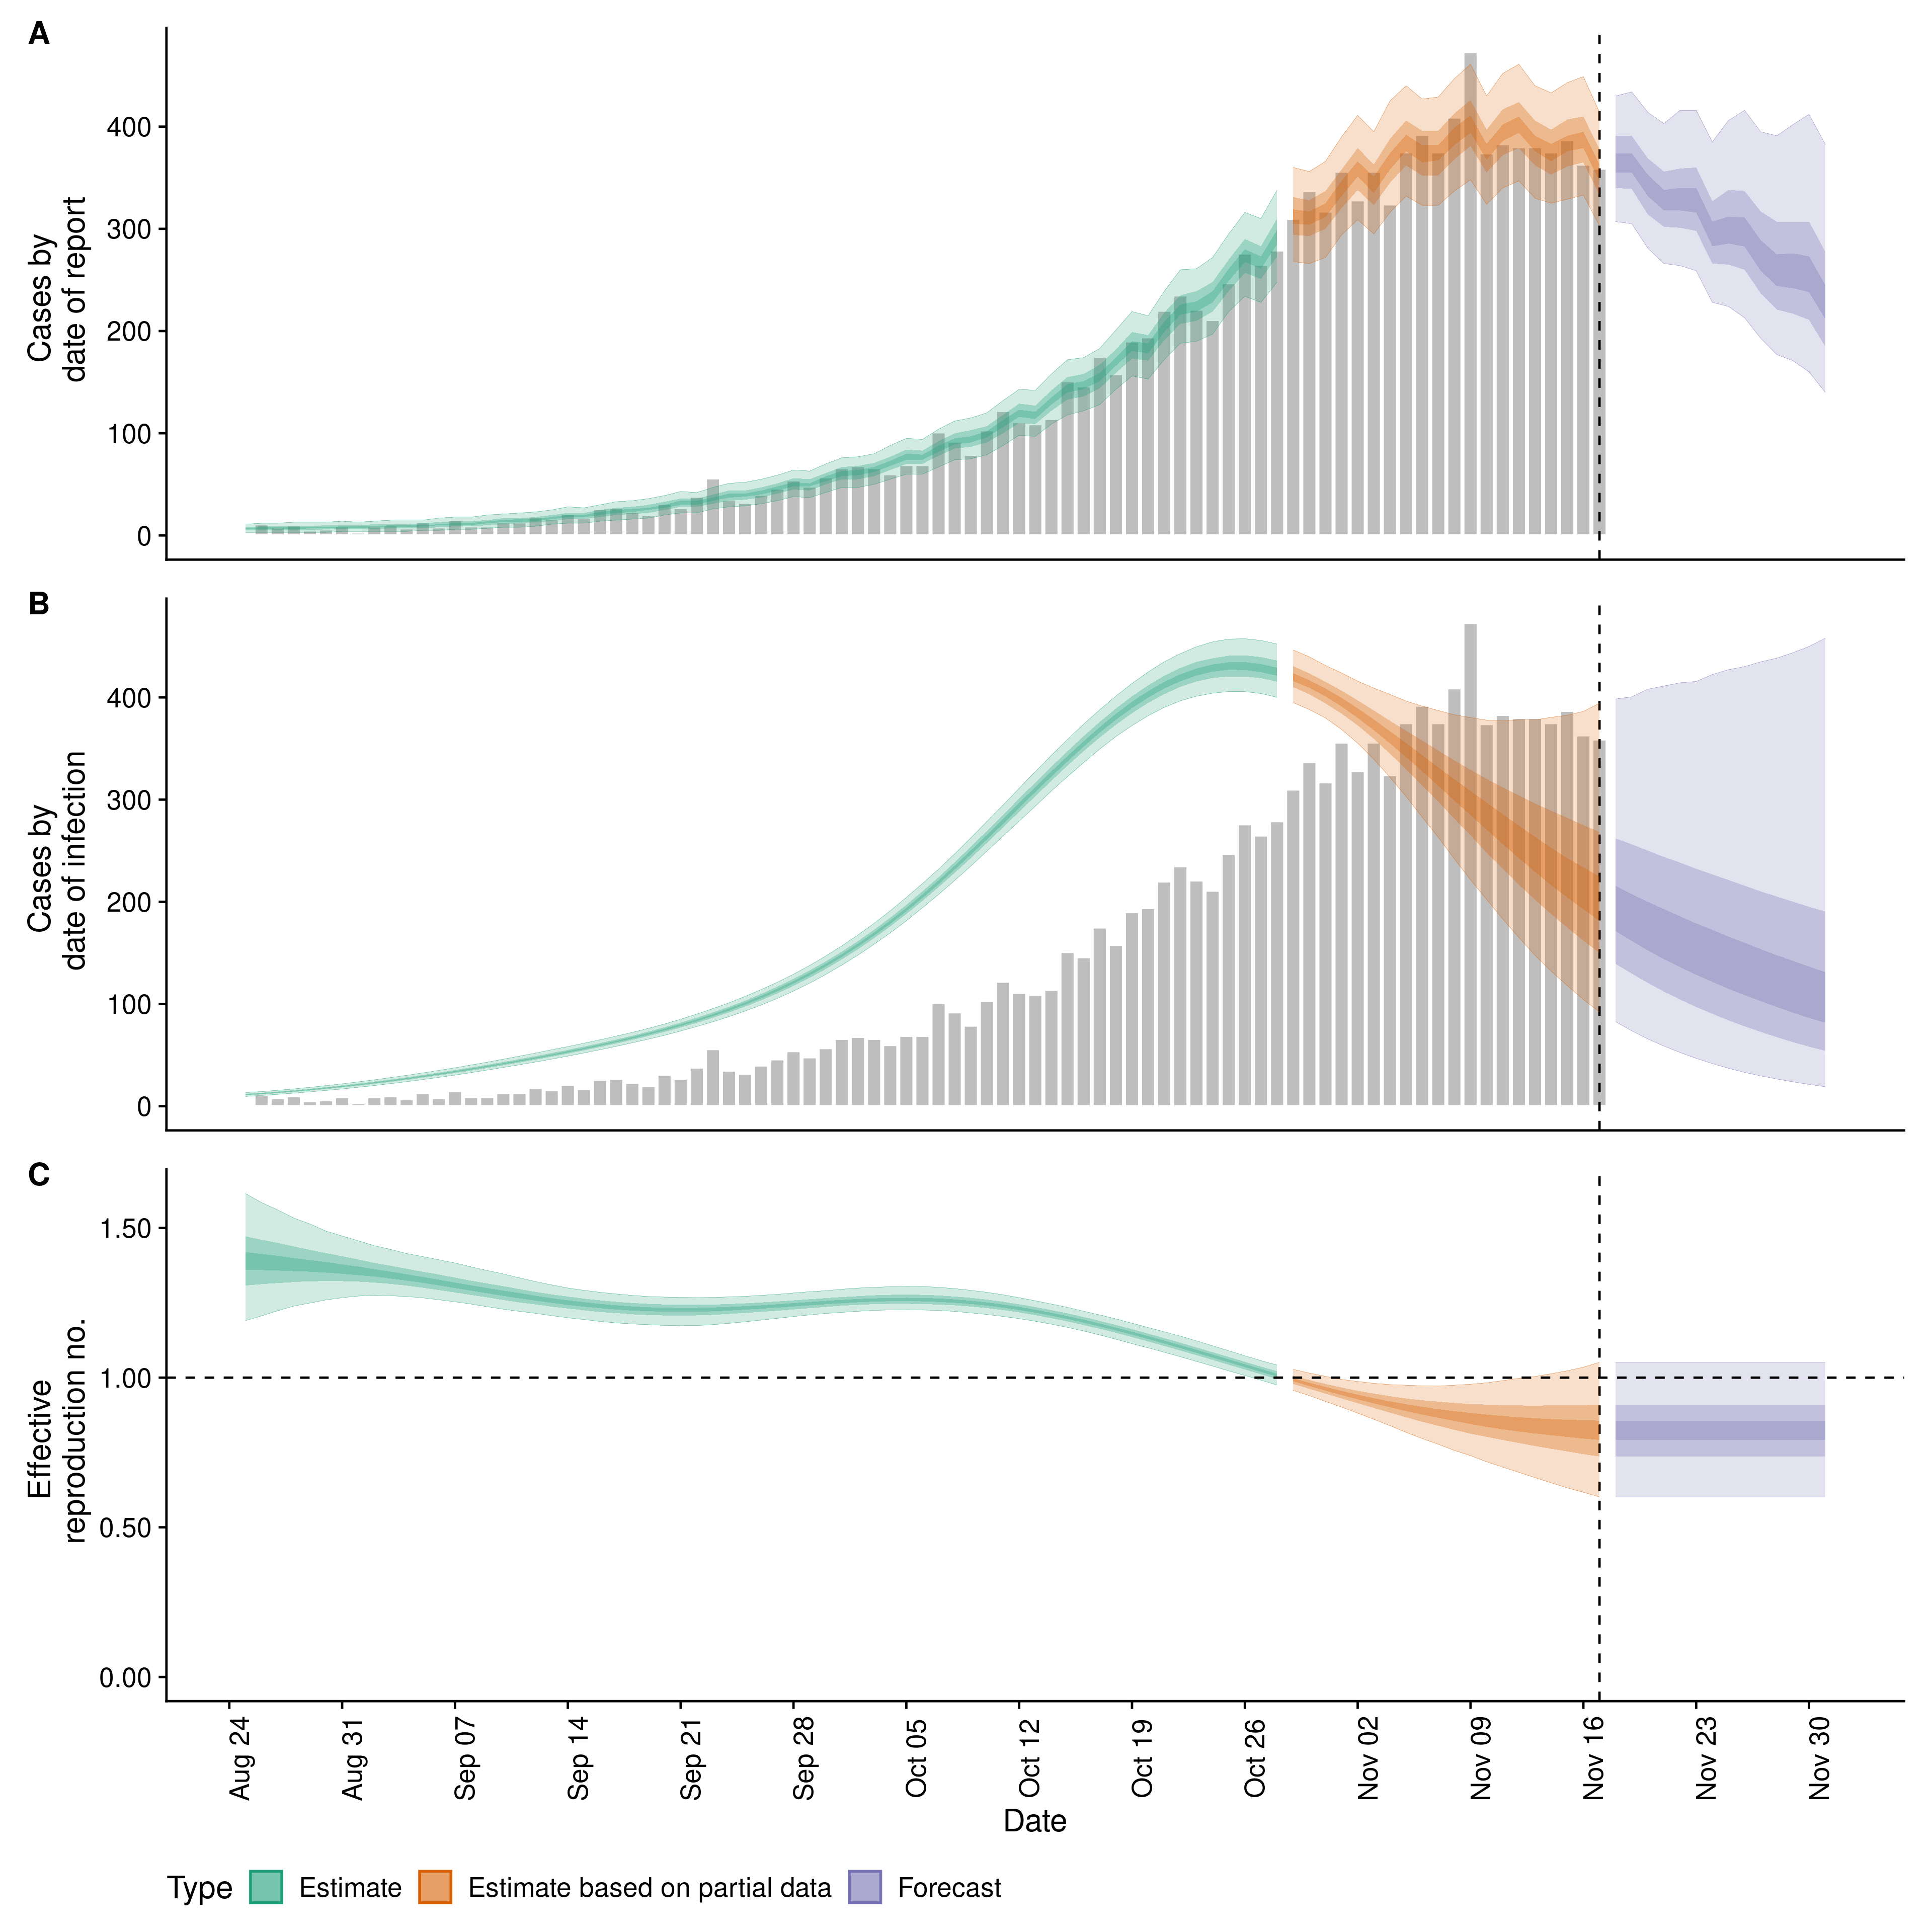 A
Cases by
date of report
400
300
200
100
0
B
Cases by
date of infection
400
300
200
100
0
C
Effective
reproduction no.
1.50
1.00
0.50
0.00
Aug 24
Aug 31
Sep 07
Sep 14
Sep 21
Sep 28
Oct 05
Oct 12
Oct 19
Oct 26
Nov 02
Nov 09
Nov 16
Nov 23
Nov 30
Date
Type Estimate Estimate based on partial data Forecast